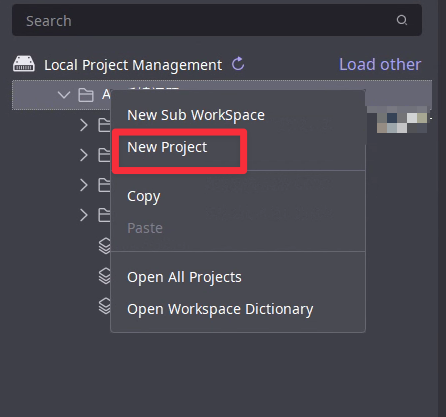 Search
Local Project Management
Load other
New Sub WorkSpace
New Project
Copy
Paste
Open All Projects
Open Workspace Dictionary